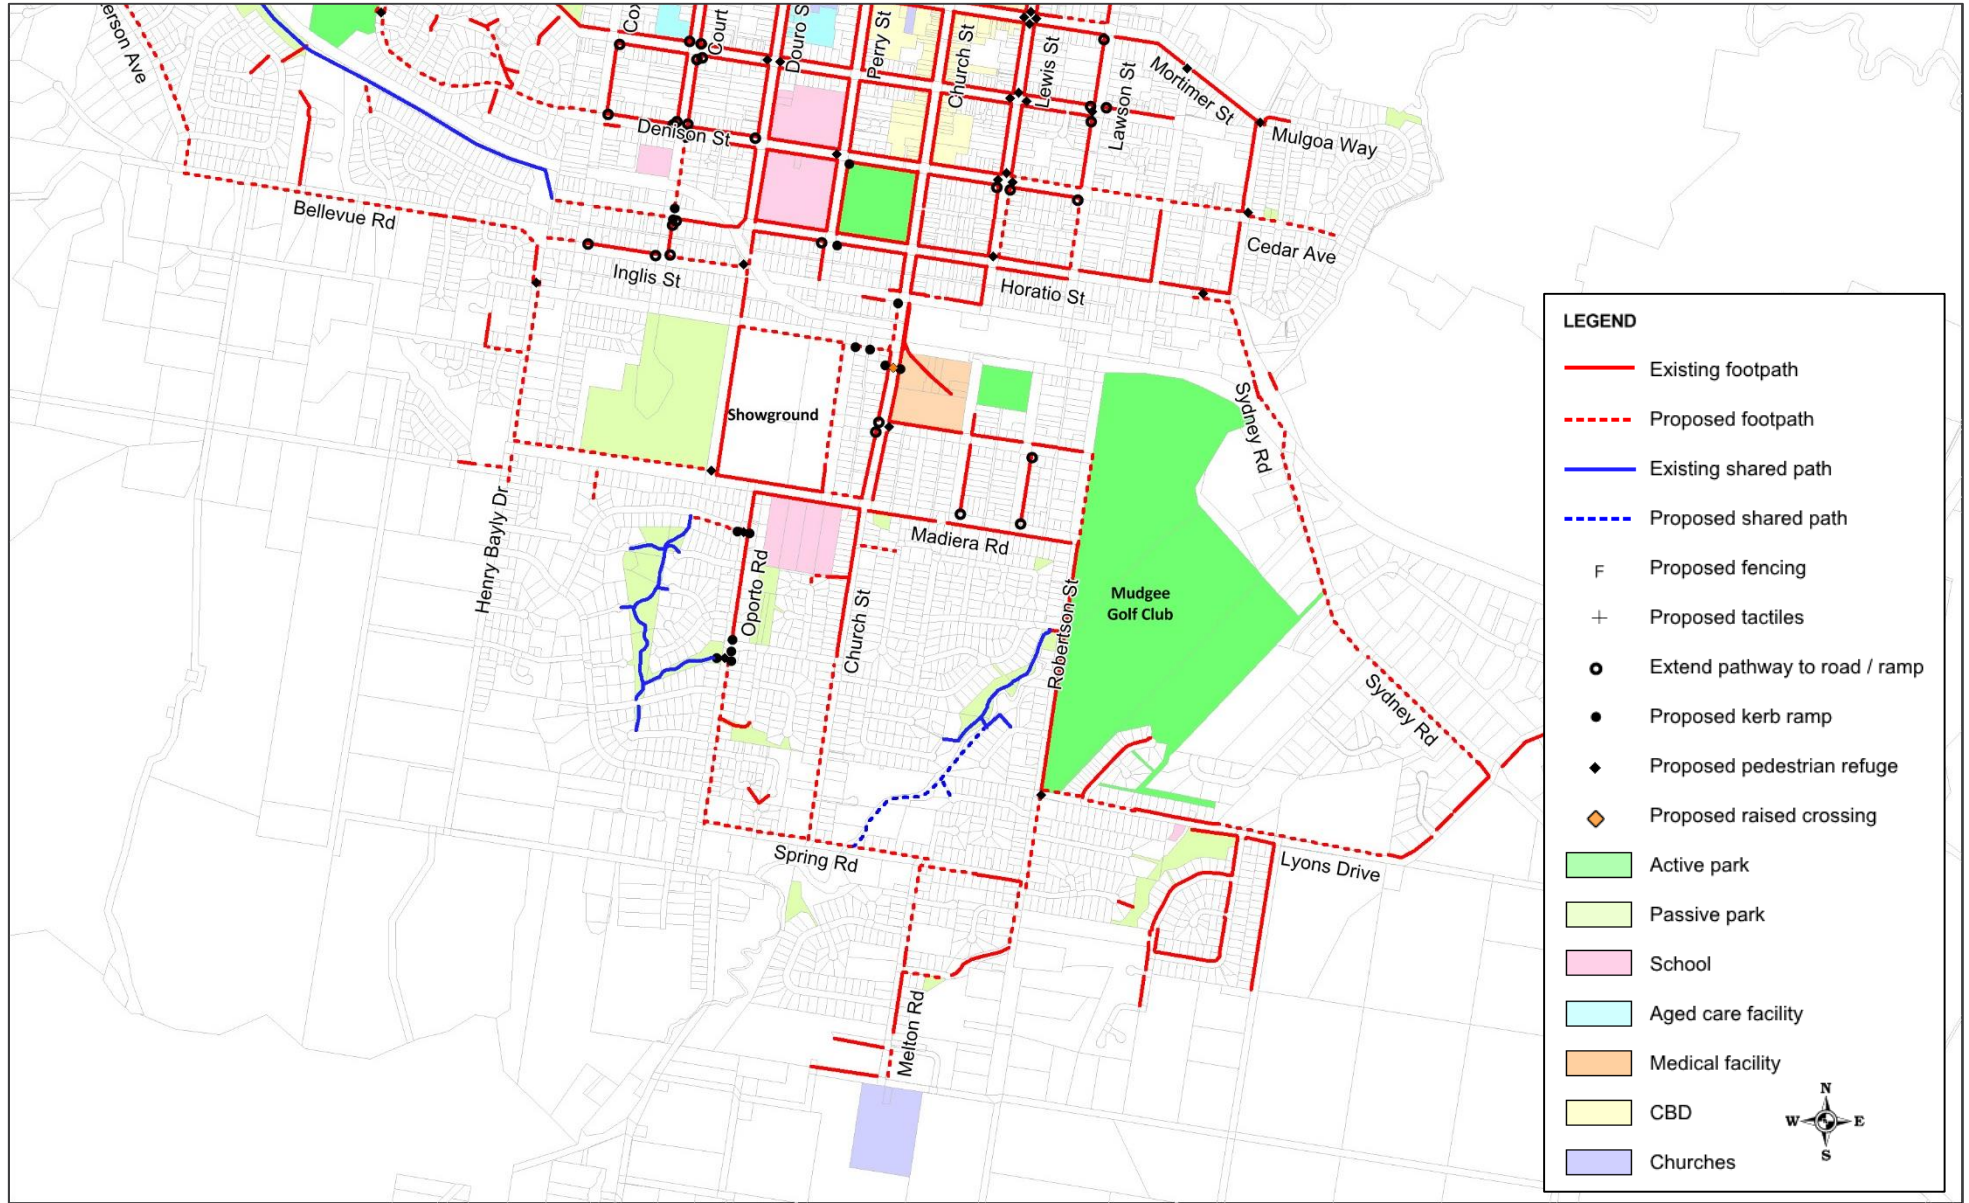 Court
Perry St
Church St
Lewis St
Lawson St
Mortimer St
Mulgoa Way
Denison St
Bellevue Rd
Cedar Ave
Inglis St
Horatio St
Showground
Sydney Rd
Henry Bayly Dr
Madiera Rd
Oporto Rd
Church St
Robertson St
Mudgee
Golf Club
Sydney Rd
Spring Rd
Lyons Drive
Melton Rd
LEGEND
Existing footpath
Proposed footpath
Existing shared path
Proposed shared path
F Proposed fencing
Proposed tactiles
Extend pathway to road / ramp
Proposed kerb ramp
Proposed pedestrian refuge
Proposed raised crossing
Active park
Passive park
School
Aged care facility
Medical facility
CBD
Churches
N
W E
S